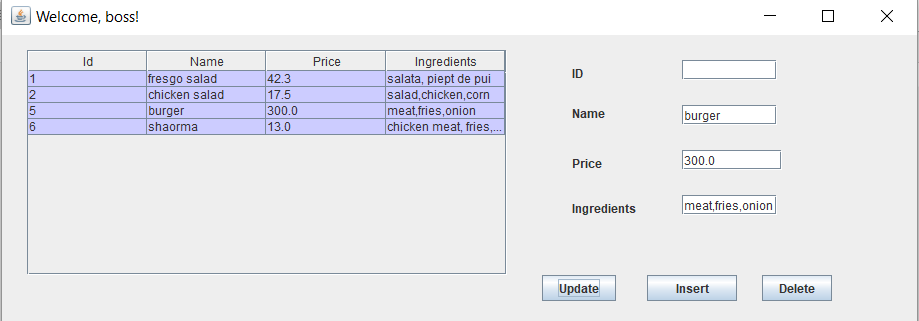 Welcome, boss!
Id Name Price Ingredients
1 fresgo salad 42.3 salata, piept de pui
2 chicken salad 17.5 salad,chicken,corn
5 burger 300.0 meat,fries,onion
6 shaorma 13.0 chicken meat, fries,...
ID
Name burger
Price 300.0
Ingredients meat,fries,onion
Update Insert Delete